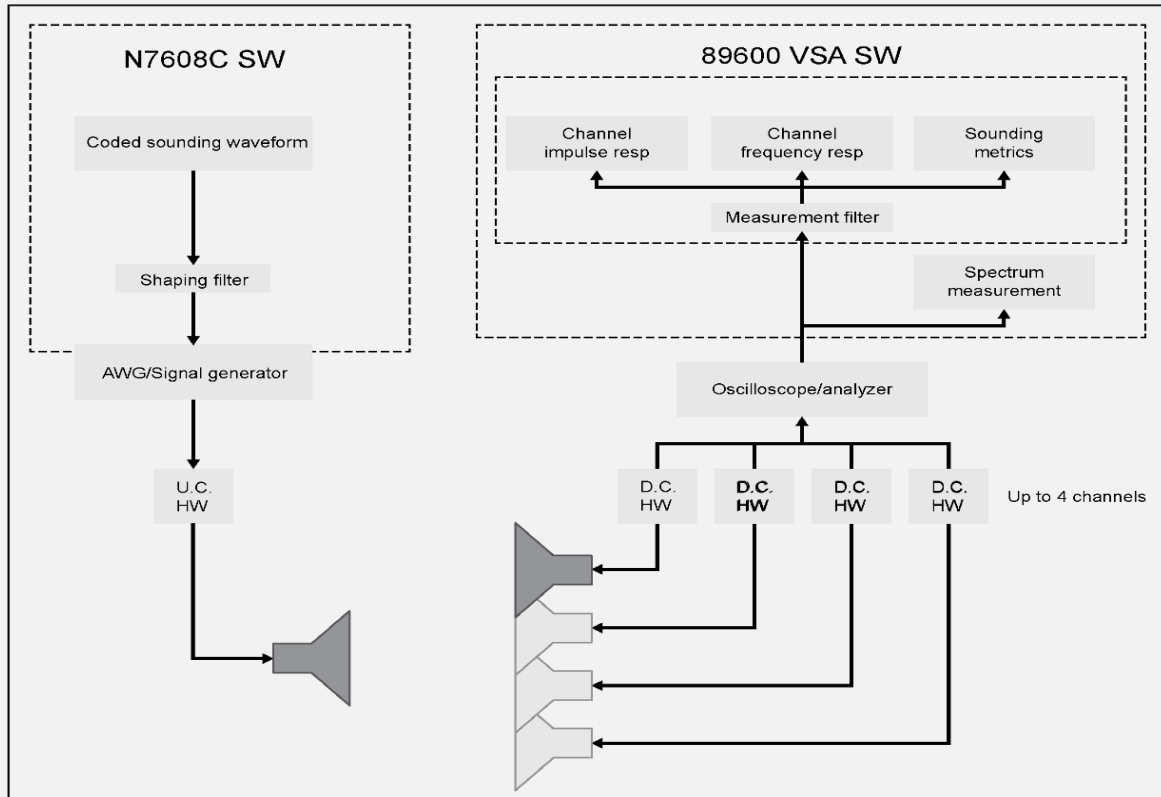 N7608C SW
Coded sounding waveform
Shaping filter
AWG/Signal generator
U.C.
HW
89600 VSA SW
Channel
impulse resp
Channel
frequency resp
Sounding
metrics
Measurement filter
Spectrum
measurement
Oscilloscope/analyzer
D.C.
HW
D.C.
HW
D.C.
HW
D.C.
HW
Up to 4 channels